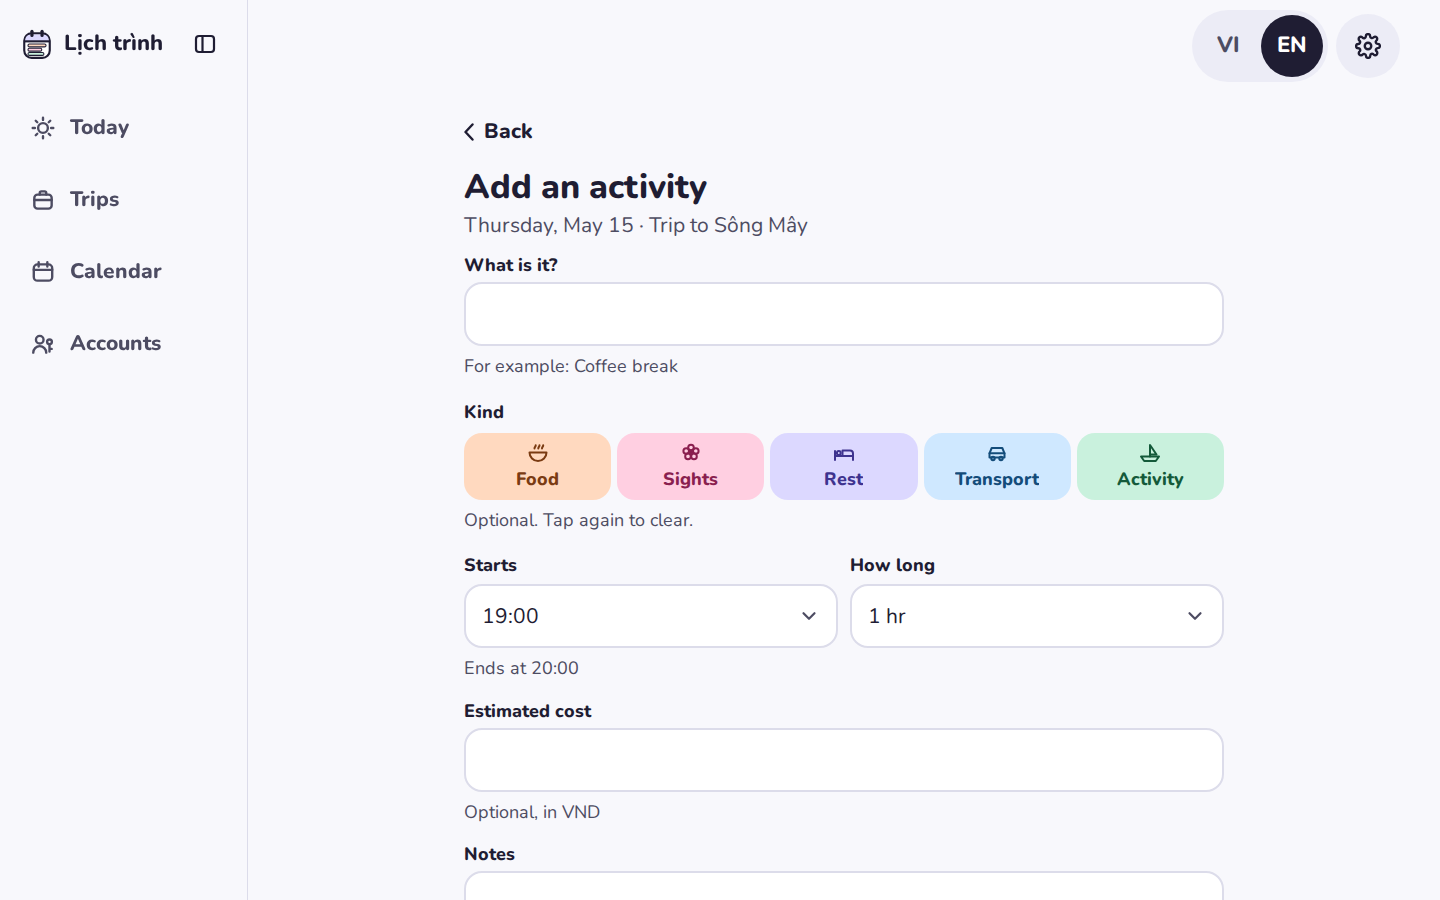 Lịch trình
VI
EN
Today
Trips
Calendar
Accounts
Back
Add an activity
Thursday, May 15 · Trip to Sông Mây
What is it?
For example: Coffee break
Kind
Food
Sights
Rest
Transport
Activity
Optional. Tap again to clear.
Starts
How long
19:00
1 hr
Ends at 20:00
Estimated cost
Optional, in VND
Notes